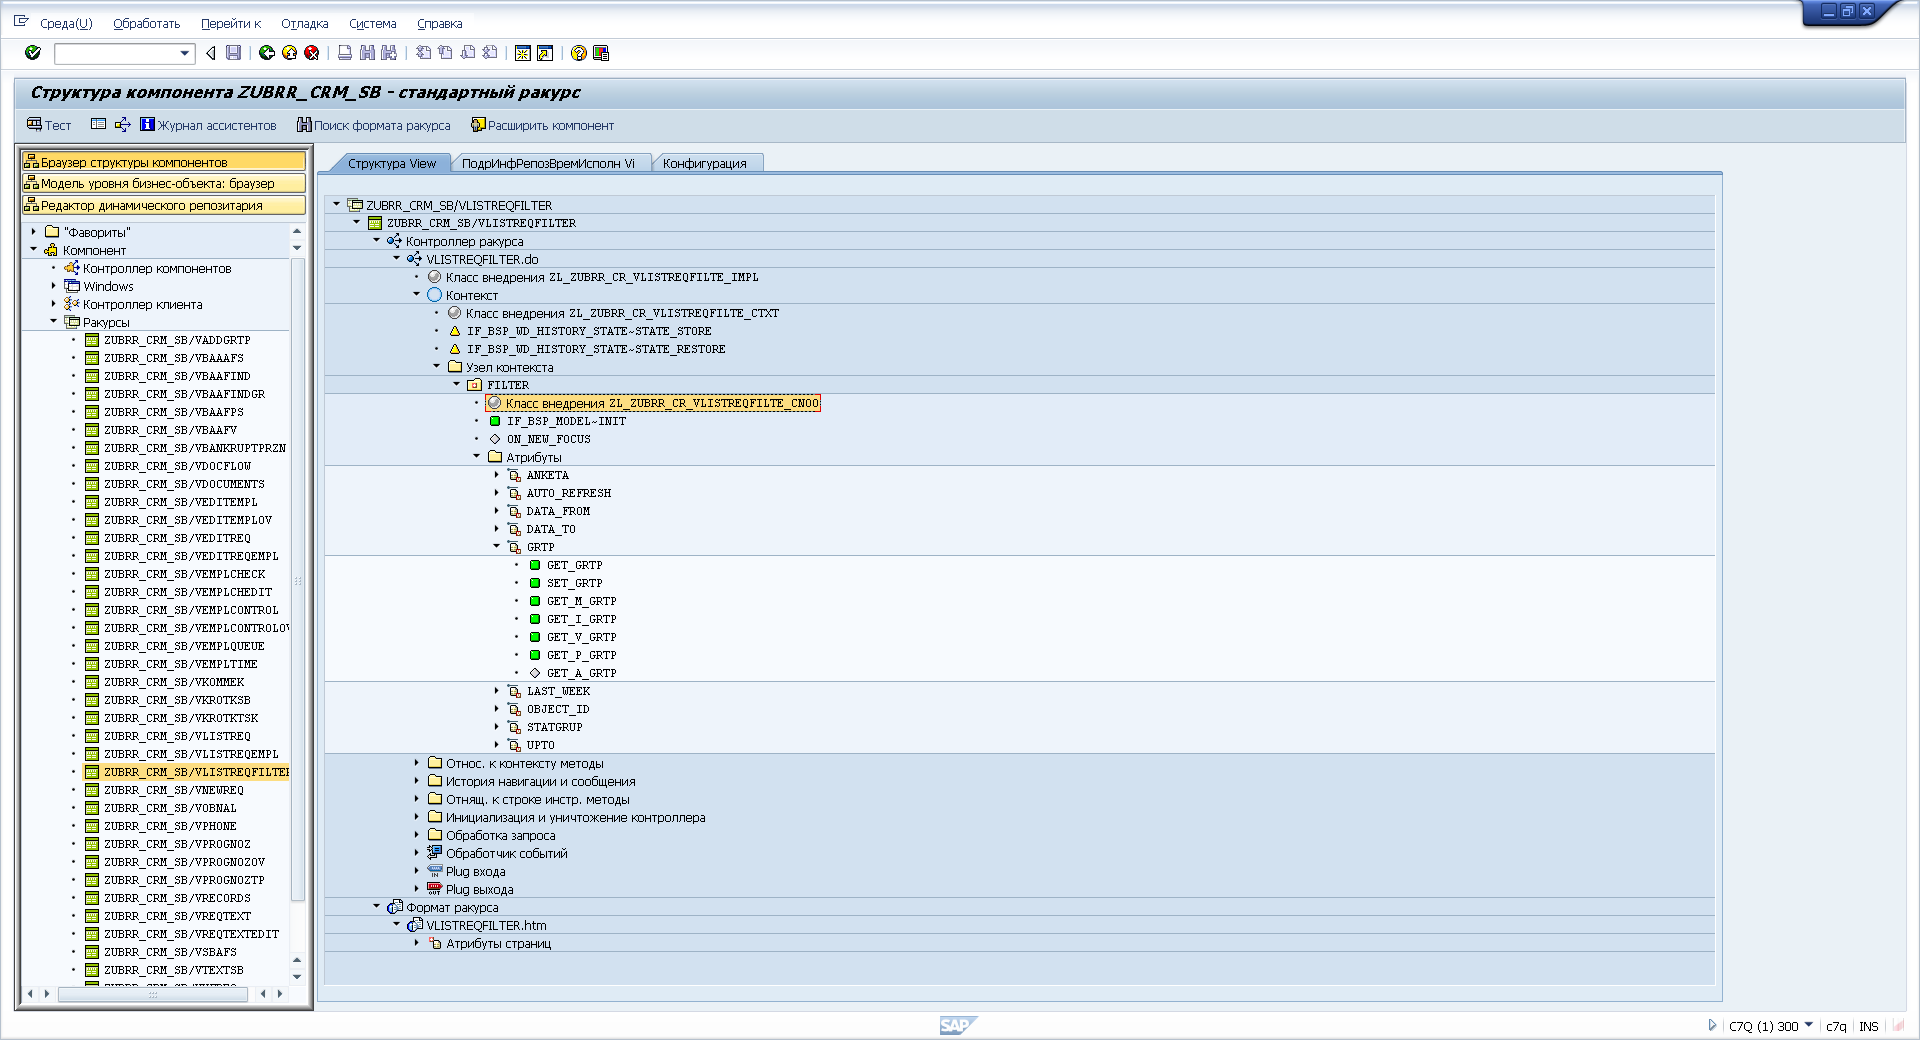 Среда(U) Обработать Перейти к Отладка Система Справка
Структура компонента ZUBRR_CRM_SB - стандартный ракурс
Тест Журнал ассистентов Поиск формата ракурса Расширить компонент
Браузер структуры компонентов
Модель уровня бизнес-объекта: браузер
Редактор динамического репозитария
"Фавориты"
Компонент
Контроллер компонентов
Windows
Контроллер клиента
Ракурсы
ZUBRR_CRM_SB/VADDGRTP
ZUBRR_CRM_SB/VBAAAFS
ZUBRR_CRM_SB/VBAAFIND
ZUBRR_CRM_SB/VBAAFINDGR
ZUBRR_CRM_SB/VBAAFPS
ZUBRR_CRM_SB/VBAAFV
ZUBRR_CRM_SB/VBANKRUPTPRZN
ZUBRR_CRM_SB/VDOCFLOW
ZUBRR_CRM_SB/VDOCUMENTS
ZUBRR_CRM_SB/VEDITEMPL
ZUBRR_CRM_SB/VEDITEMPLOV
ZUBRR_CRM_SB/VEDITREQ
ZUBRR_CRM_SB/VEDITREQEMPL
ZUBRR_CRM_SB/VEMPLCHECK
ZUBRR_CRM_SB/VEMPLCHEDIT
ZUBRR_CRM_SB/VEMPLCONTROL
ZUBRR_CRM_SB/VEMPLCONTROLOV
ZUBRR_CRM_SB/VEMPLQUEUE
ZUBRR_CRM_SB/VEMPLTIME
ZUBRR_CRM_SB/VKOMMEK
ZUBRR_CRM_SB/VKROTKSB
ZUBRR_CRM_SB/VKROTKTSK
ZUBRR_CRM_SB/VLISTREQ
ZUBRR_CRM_SB/VLISTREQEMPL
ZUBRR_CRM_SB/VLISTREQFILTER
ZUBRR_CRM_SB/VNEWREQ
ZUBRR_CRM_SB/VOBNAL
ZUBRR_CRM_SB/VPHONE
ZUBRR_CRM_SB/VPROGNOZ
ZUBRR_CRM_SB/VPROGNOZOV
ZUBRR_CRM_SB/VPROGNOZTP
ZUBRR_CRM_SB/VRECORDS
ZUBRR_CRM_SB/VREQTEXT
ZUBRR_CRM_SB/VREQTEXTEDIT
ZUBRR_CRM_SB/VSBAFS
ZUBRR_CRM_SB/VTEXTSB
Структура View ПодрИнфРепозВремИсполн Vi Конфигурация
ZUBRR_CRM_SB/VLISTREQFILTER
ZUBRR_CRM_SB/VLISTREQFILTER
Контроллер ракурса
VLISTREQFILTER.do
Класс внедрения ZL_ZUBRR_CR_VLISTREQFILTE_IMPL
Контекст
Класс внедрения ZL_ZUBRR_CR_VLISTREQFILTE_CTXT
IF_BSP_WD_HISTORY_STATE~STATE_STORE
IF_BSP_WD_HISTORY_STATE~STATE_RESTORE
Узел контекста
FILTER
Класс внедрения ZL_ZUBRR_CR_VLISTREQFILTE_CN00
IF_BSP_MODEL~INIT
ON_NEW_FOCUS
Атрибуты
ANKETA
AUTO_REFRESH
DATA_FROM
DATA_TO
GRTP
GET_GRTP
SET_GRTP
GET_M_GRTP
GET_I_GRTP
GET_V_GRTP
GET_P_GRTP
GET_A_GRTP
LAST_WEEK
OBJECT_ID
STATGRUP
UPTO
Относ. к контексту методы
История навигации и сообщения
Отнящ. к строке инстр. методы
Инициализация и уничтожение контроллера
Обработка запроса
Обработчик событий
Plug входа
Plug выхода
Формат ракурса
VLISTREQFILTER.htm
Атрибуты страниц
SAP
C7Q (1) 300 c7q INS